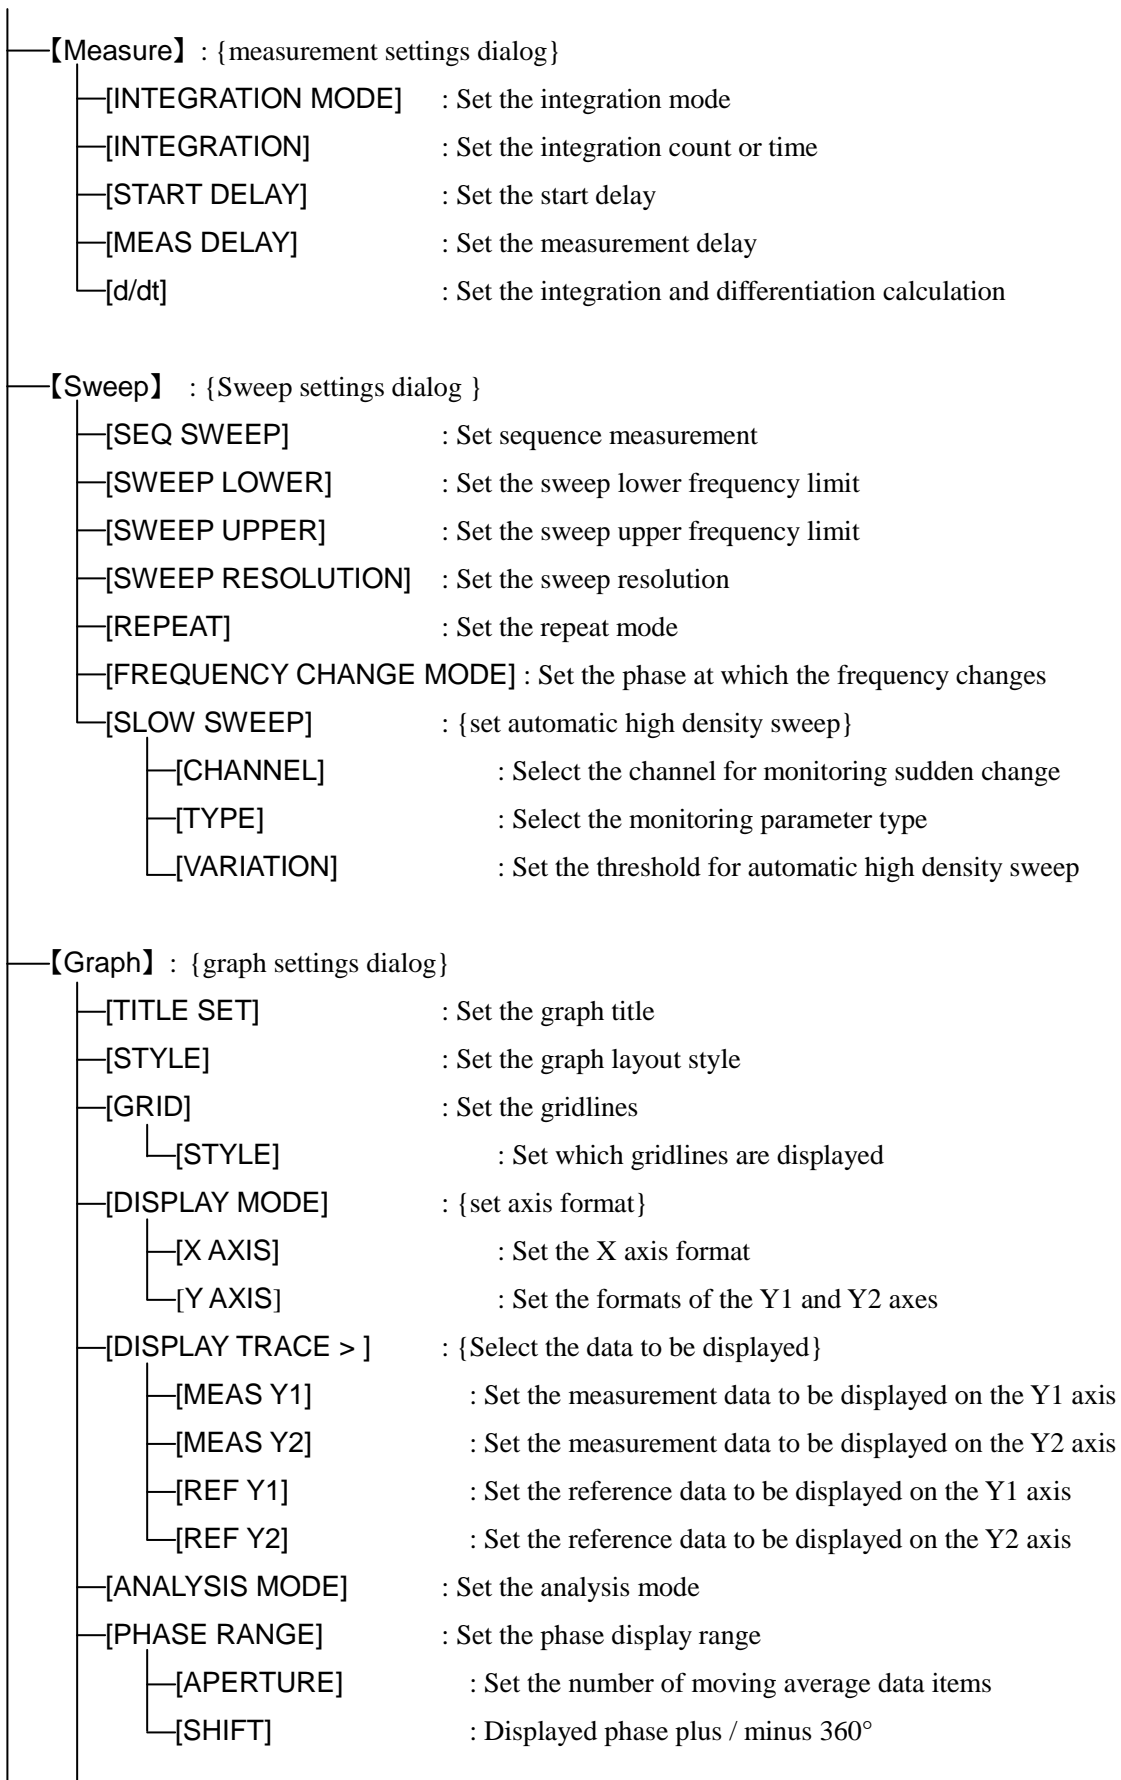 【Measure】 : {measurement settings dialog}
[INTEGRATION MODE] : Set the integration mode
[INTEGRATION] : Set the integration count or time
[START DELAY] : Set the start delay
[MEAS DELAY] : Set the measurement delay
[d/dt] : Set the integration and differentiation calculation
【Sweep】 : {Sweep settings dialog }
[SEQ SWEEP] : Set sequence measurement
[SWEEP LOWER] : Set the sweep lower frequency limit
[SWEEP UPPER] : Set the sweep upper frequency limit
[SWEEP RESOLUTION] : Set the sweep resolution
[REPEAT] : Set the repeat mode
[FREQUENCY CHANGE MODE] : Set the phase at which the frequency changes
[SLOW SWEEP] : {set automatic high density sweep}
[CHANNEL] : Select the channel for monitoring sudden change
[TYPE] : Select the monitoring parameter type
[VARIATION] : Set the threshold for automatic high density sweep
【Graph】 : {graph settings dialog}
[TITLE SET] : Set the graph title
[STYLE] : Set the graph layout style
[GRID] : Set the gridlines
[STYLE] : Set which gridlines are displayed
[DISPLAY MODE] : {set axis format}
[X AXIS] : Set the X axis format
[Y AXIS] : Set the formats of the Y1 and Y2 axes
[DISPLAY TRACE > ] : {Select the data to be displayed}
[MEAS Y1] : Set the measurement data to be displayed on the Y1 axis
[MEAS Y2] : Set the measurement data to be displayed on the Y2 axis
[REF Y1] : Set the reference data to be displayed on the Y1 axis
[REF Y2] : Set the reference data to be displayed on the Y2 axis
[ANALYSIS MODE] : Set the analysis mode
[PHASE RANGE] : Set the phase display range
[APERTURE] : Set the number of moving average data items
[SHIFT] : Displayed phase plus / minus 360°